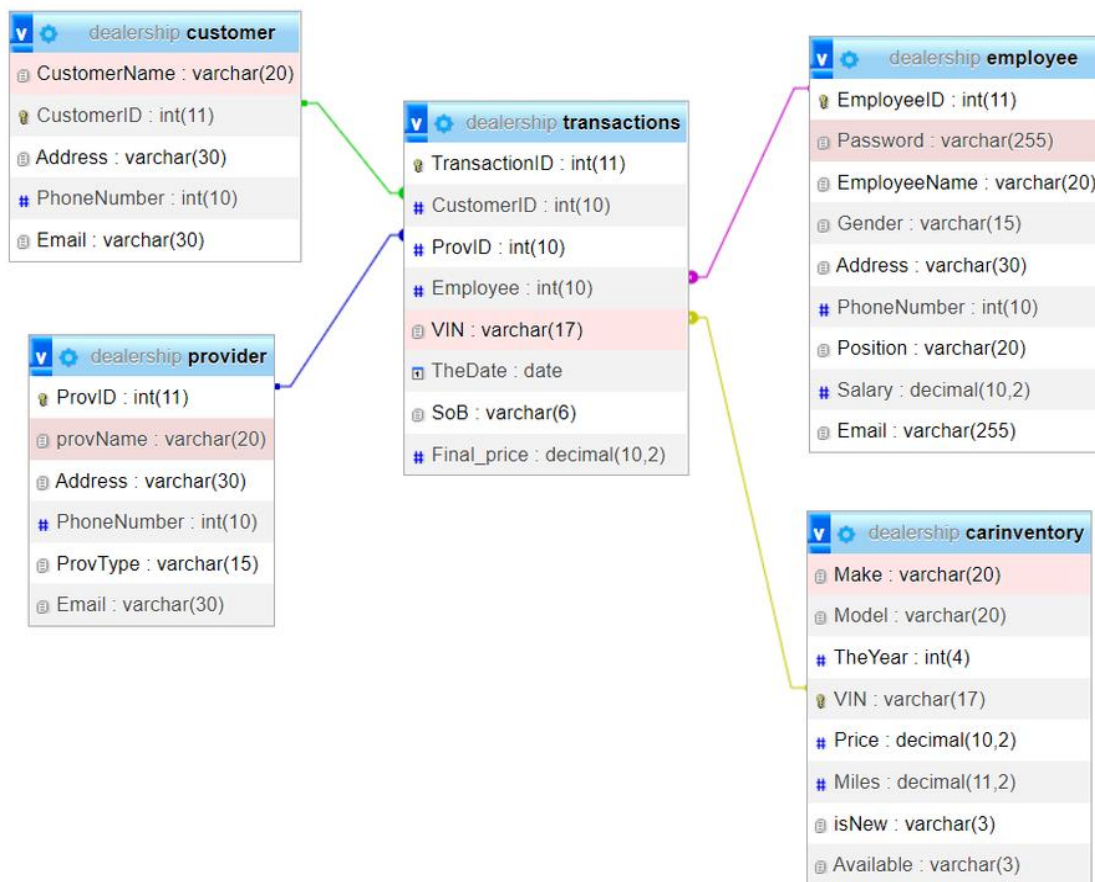 v dealership customer
CustomerName : varchar(20)
CustomerID : int(11)
Address : varchar(30)
# PhoneNumber : int(10)
Email : varchar(30)
v dealership provider
ProvID : int(11)
provName : varchar(20)
Address : varchar(30)
# PhoneNumber : int(10)
ProvType : varchar(15)
Email : varchar(30)
v dealership transactions
TransactionID : int(11)
# CustomerID : int(10)
# ProvID : int(10)
# Employee : int(10)
VIN : varchar(17)
TheDate : date
SoB : varchar(6)
# Final_price : decimal(10,2)
v dealership employee
EmployeeID : int(11)
Password : varchar(255)
EmployeeName : varchar(20)
Gender : varchar(15)
Address : varchar(30)
# PhoneNumber : int(10)
Position : varchar(20)
# Salary : decimal(10,2)
Email : varchar(255)
v dealership carinventory
Make : varchar(20)
Model : varchar(20)
# TheYear : int(4)
VIN : varchar(17)
# Price : decimal(10,2)
# Miles : decimal(11,2)
isNew : varchar(3)
Available : varchar(3)